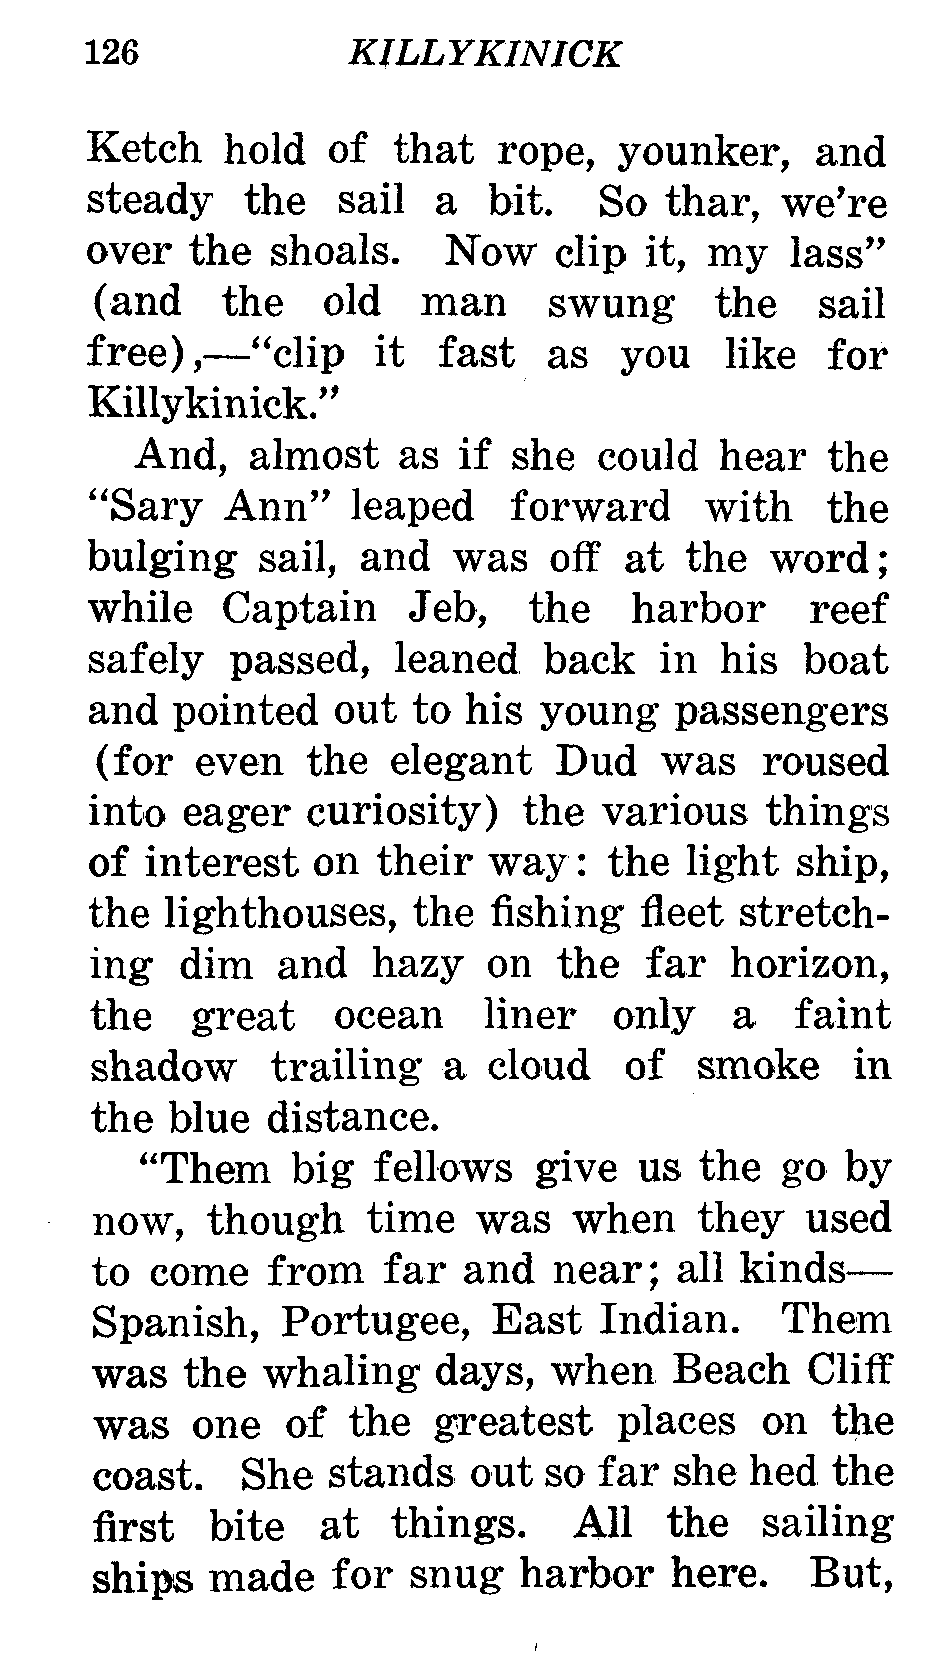 126 KILLYKINICK
Ketch hold of that rope, younker, and
steady the sail a bit. So thar, we're
over the shoals. Now clip it, my lass"
(and the old man swung the sail
free),—"clip it fast as you like for
Killykinick."
And, almost as if she could hear the
"Sary Ann" leaped forward with the
bulging sail, and was off at the word;
while Captain Jeb, the harbor reef
safely passed, leaned back in his boat
and pointed out to his young passengers
(for even the elegant Dud was roused
into eager curiosity) the various things
of interest on their way: the light ship,
the lighthouses, the fishing fleet stretch-
ing dim and hazy on the far horizon,
the great ocean liner only a faint
shadow trailing a cloud of smoke in
the blue distance.
"Them big fellows give us the go by
now, though time was when they used
to come from far and near; all kinds—
Spanish, Portugee, East Indian. Them
was the whaling days, when Beach Cliff
was one of the greatest places on the
coast. She stands out so far she hed the
first bite at things. All the sailing
ships made for snug harbor here. But,